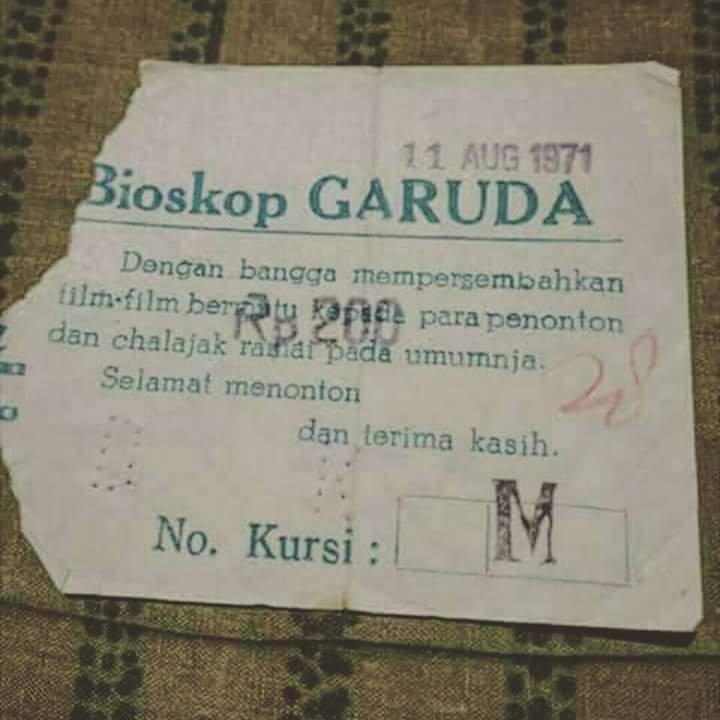 11 AUG 1971
Bioskop GARUDA
Dengan bangga mempersembahkan
film-film bermutu kepada para penonton
Rp 200
dan chalajak ramai pada umumnja.
28
Selamat menonton
dan terima kasih.
No. Kursi : M